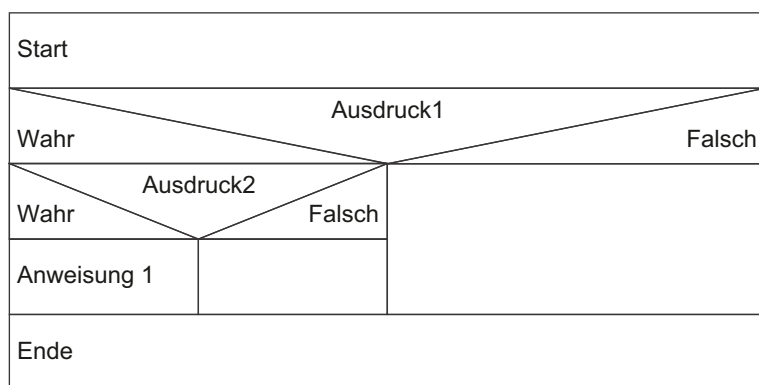 Start
Ausdruck1
Wahr
Falsch
Ausdruck2
Wahr
Falsch
Anweisung 1
Ende